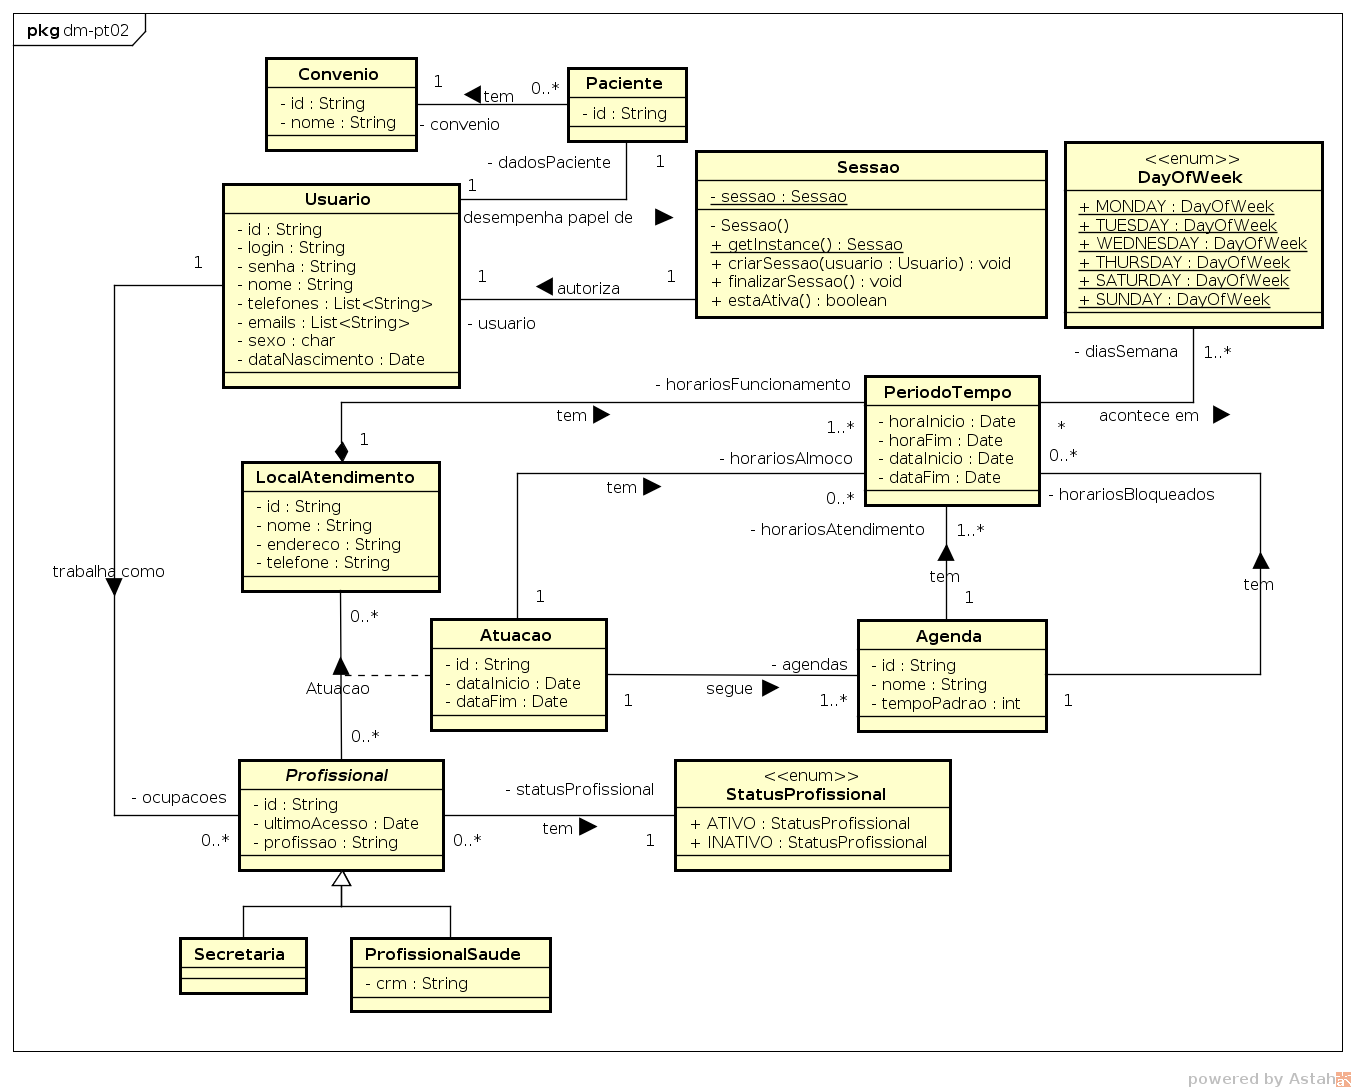 pkg dm-pt02
Convenio
- id : String
- nome : String
1
tem
0..*
- convenio
Paciente
- id : String
- dadosPaciente
1
1
desempenha papel de
Usuario
- id : String
- login : String
- senha : String
- nome : String
- telefones : List<String>
- emails : List<String>
- sexo : char
- dataNascimento : Date
Sessao
- sessao : Sessao
- Sessao()
+ getInstance() : Sessao
+ criarSessao(usuario : Usuario) : void
+ finalizarSessao() : void
+ estaAtiva() : boolean
<<enum>>
DayOfWeek
+ MONDAY : DayOfWeek
+ TUESDAY : DayOfWeek
+ WEDNESDAY : DayOfWeek
+ THURSDAY : DayOfWeek
+ SATURDAY : DayOfWeek
+ SUNDAY : DayOfWeek
1
1
autoriza
1
- usuario
- diasSemana
1..*
acontece em
*
- horariosFuncionamento
tem
1..*
1
PeriodoTempo
- horaInicio : Date
- horaFim : Date
- dataInicio : Date
- dataFim : Date
- horariosAlmoco
tem
0..*
0..*
- horariosBloqueados
LocalAtendimento
- id : String
- nome : String
- endereco : String
- telefone : String
- horariosAtendimento
1..*
tem
1
tem
trabalha como
1
0..*
Atuacao
0..*
Atuacao
- id : String
- dataInicio : Date
- dataFim : Date
- agendas
segue
1
1..*
Agenda
- id : String
- nome : String
- tempoPadrao : int
1
- ocupacoes
0..*
Profissional
- id : String
- ultimoAcesso : Date
- profissao : String
- statusProfissional
tem
0..*
1
<<enum>>
StatusProfissional
+ ATIVO : StatusProfissional
+ INATIVO : StatusProfissional
Secretaria
ProfissionalSaude
- crm : String
powered by Astah